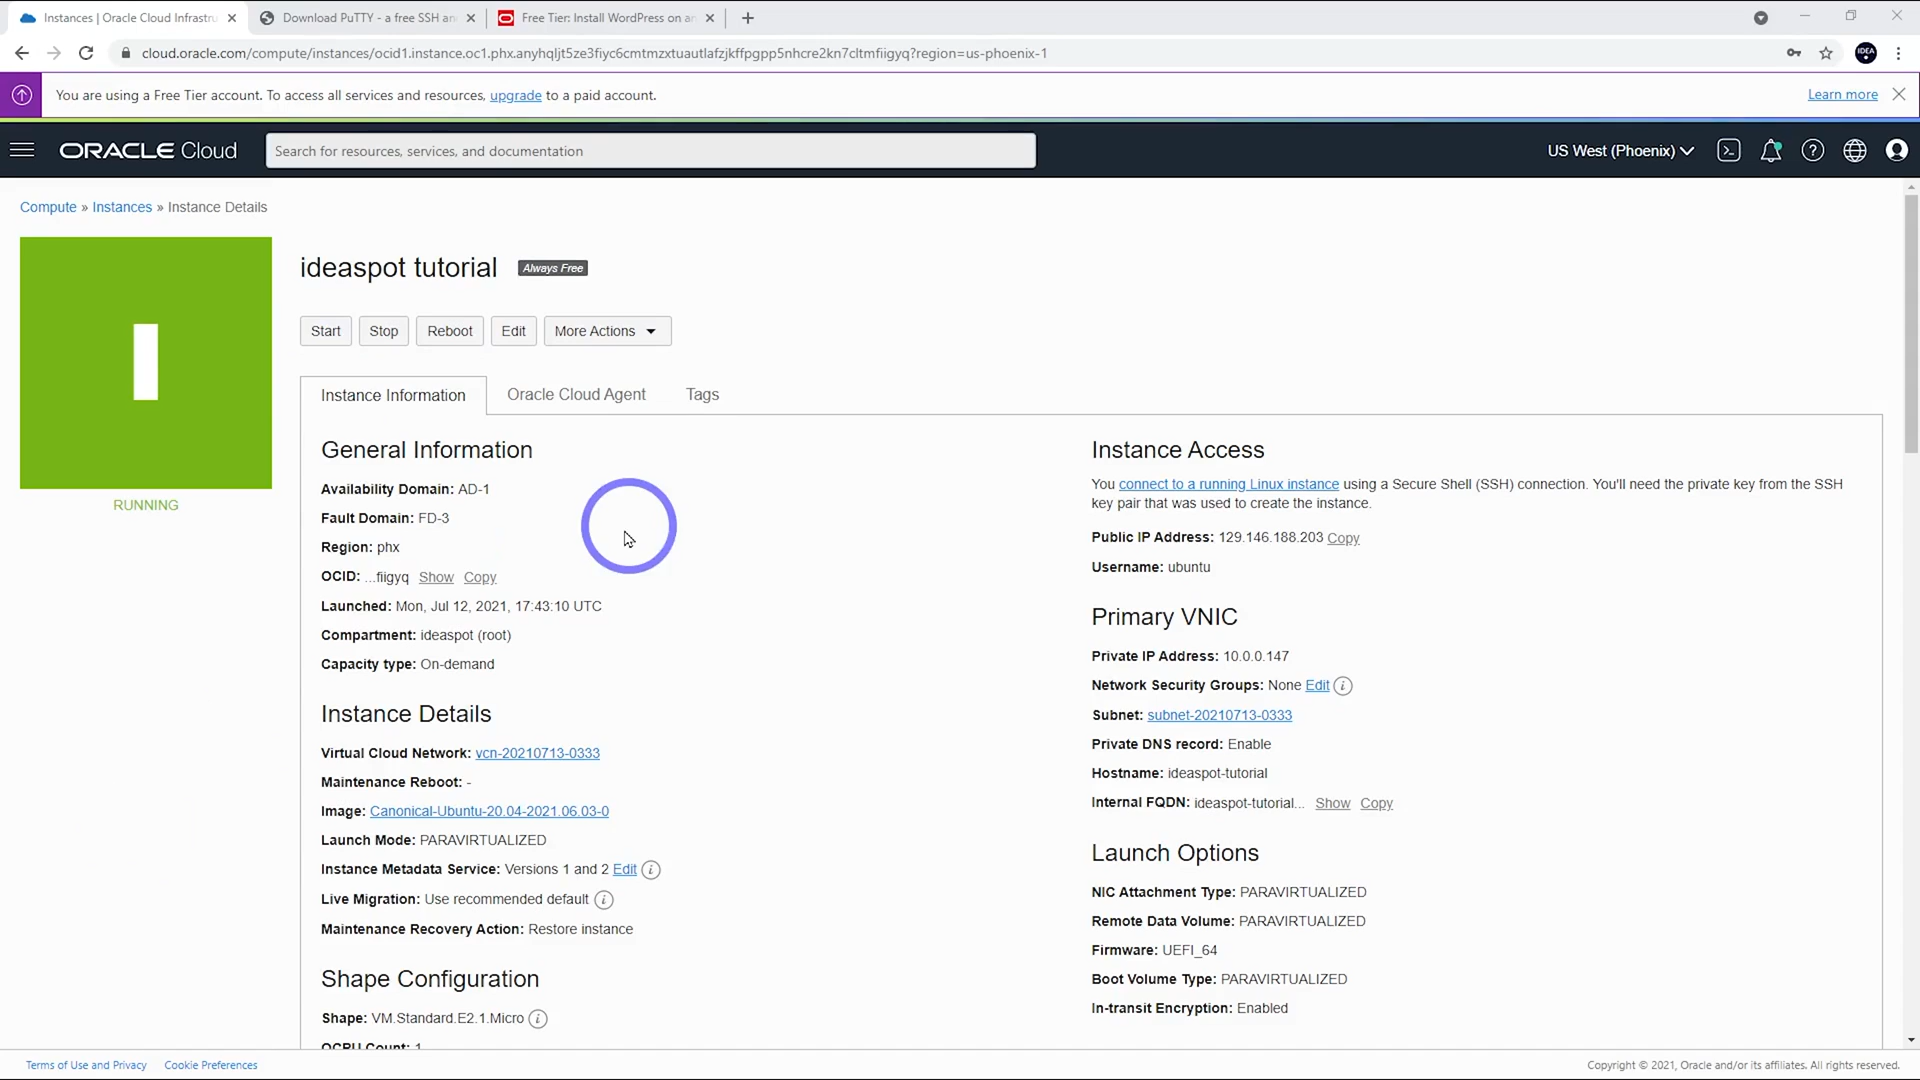 Instances | Oracle Cloud Infrastru
Download PuTTY - a free SSH an
Free Tier: Install WordPress on an
cloud.oracle.com/compute/instances/ocid1.instance.oc1.phx.anyhqljt5ze3fiyc6cmtmzxtuautlafzjkffpgpp5nhcre2kn7cltmfiigyq?region=us-phoenix-1
IDEA
You are using a Free Tier account. To access all services and resources, upgrade to a paid account.
Learn more
ORACLE Cloud
Search for resources, services, and documentation
US West (Phoenix)
Compute » Instances » Instance Details
I
RUNNING
ideaspot tutorial
Always Free
Start
Stop
Reboot
Edit
More Actions
Instance Information
Oracle Cloud Agent
Tags
General Information
Availability Domain: AD-1
Fault Domain: FD-3
Region: phx
OCID: ...fiigyq Show Copy
Launched: Mon, Jul 12, 2021, 17:43:10 UTC
Compartment: ideaspot (root)
Capacity type: On-demand
Instance Details
Virtual Cloud Network: vcn-20210713-0333
Maintenance Reboot: -
Image: Canonical-Ubuntu-20.04-2021.06.03-0
Launch Mode: PARAVIRTUALIZED
Instance Metadata Service: Versions 1 and 2 Edit
Live Migration: Use recommended default
Maintenance Recovery Action: Restore instance
Shape Configuration
Shape: VM.Standard.E2.1.Micro
OCPU Count: 1
Instance Access
You connect to a running Linux instance using a Secure Shell (SSH) connection. You'll need the private key from the SSH
key pair that was used to create the instance.
Public IP Address: 129.146.188.203 Copy
Username: ubuntu
Primary VNIC
Private IP Address: 10.0.0.147
Network Security Groups: None Edit
Subnet: subnet-20210713-0333
Private DNS record: Enable
Hostname: ideaspot-tutorial
Internal FQDN: ideaspot-tutorial... Show Copy
Launch Options
NIC Attachment Type: PARAVIRTUALIZED
Remote Data Volume: PARAVIRTUALIZED
Firmware: UEFI_64
Boot Volume Type: PARAVIRTUALIZED
In-transit Encryption: Enabled
Terms of Use and Privacy
Cookie Preferences
Copyright © 2021, Oracle and/or its affiliates. All rights reserved.